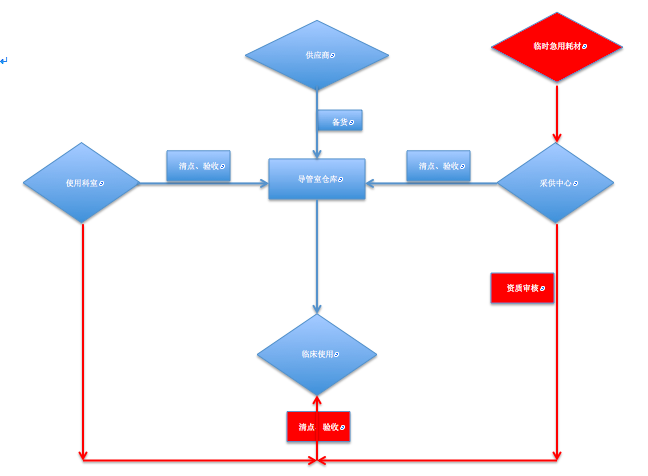 临时急用耗材
供应商
备货
清点、验收
清点、验收
使用科室
导管室仓库
采供中心
资质审核
临床使用
清点 验收